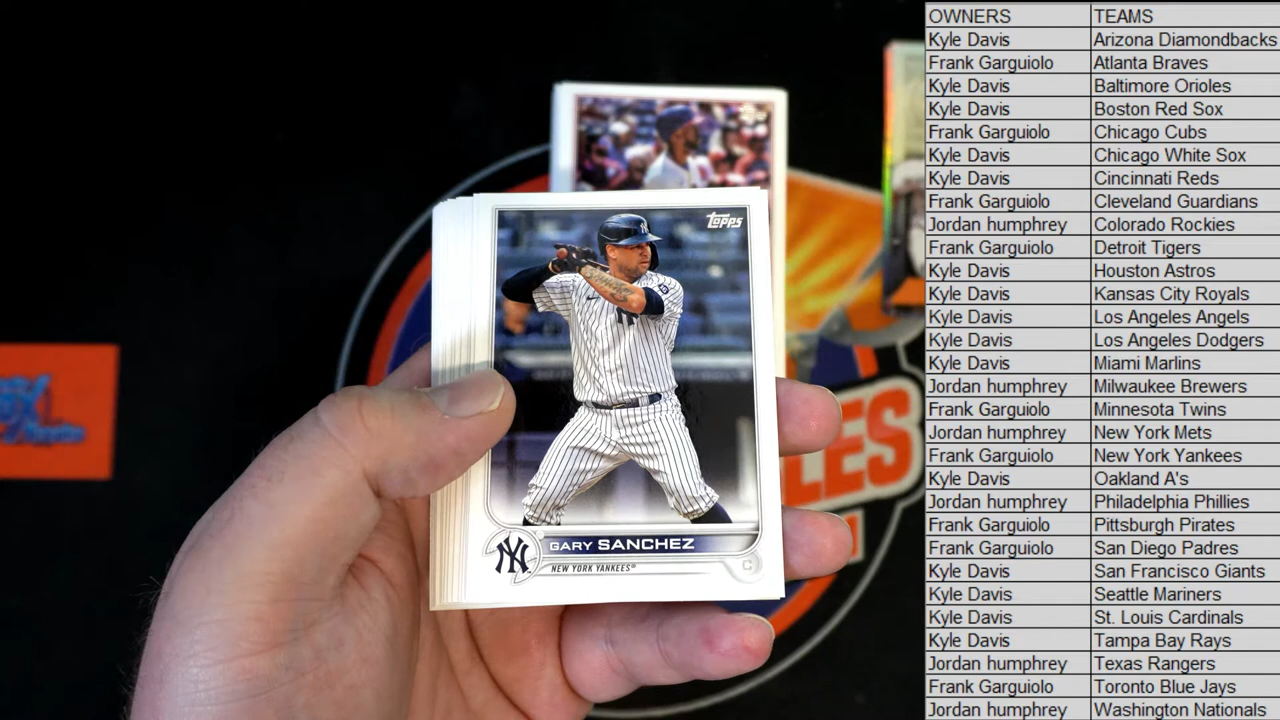 OWNERS TEAMS
Kyle Davis Arizona Diamondbacks
Frank Garguiolo Atlanta Braves
Kyle Davis Baltimore Orioles
Kyle Davis Boston Red Sox
Frank Garguiolo Chicago Cubs
Kyle Davis Chicago White Sox
Kyle Davis Cincinnati Reds
Frank Garguiolo Cleveland Guardians
Jordan humphrey Colorado Rockies
Frank Garguiolo Detroit Tigers
Kyle Davis Houston Astros
Kyle Davis Kansas City Royals
Kyle Davis Los Angeles Angels
Kyle Davis Los Angeles Dodgers
Kyle Davis Miami Marlins
Jordan humphrey Milwaukee Brewers
Frank Garguiolo Minnesota Twins
Jordan humphrey New York Mets
Frank Garguiolo New York Yankees
Kyle Davis Oakland A's
Jordan humphrey Philadelphia Phillies
Frank Garguiolo Pittsburgh Pirates
Frank Garguiolo San Diego Padres
Kyle Davis San Francisco Giants
Kyle Davis Seattle Mariners
Kyle Davis St. Louis Cardinals
Kyle Davis Tampa Bay Rays
Jordan humphrey Texas Rangers
Frank Garguiolo Toronto Blue Jays
Jordan humphrey Washington Nationals
TOPPS
NY
GARY SANCHEZ
NEW YORK YANKEES®
C